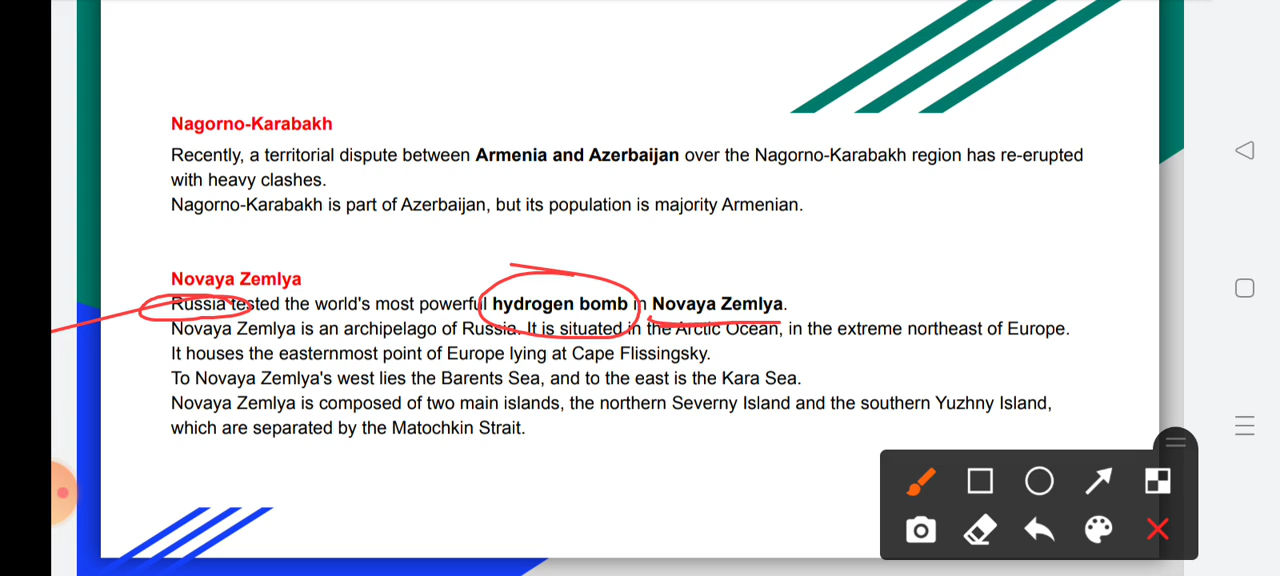 Nagorno-Karabakh
Recently, a territorial dispute between Armenia and Azerbaijan over the Nagorno-Karabakh region has re-erupted
with heavy clashes.
Nagorno-Karabakh is part of Azerbaijan, but its population is majority Armenian.
Novaya Zemlya
Russia tested the world's most powerful hydrogen bomb in Novaya Zemlya.
Novaya Zemlya is an archipelago of Russia. It is situated in the Arctic Ocean, in the extreme northeast of Europe.
It houses the easternmost point of Europe lying at Cape Flissingsky.
To Novaya Zemlya's west lies the Barents Sea, and to the east is the Kara Sea.
Novaya Zemlya is composed of two main islands, the northern Severny Island and the southern Yuzhny Island,
which are separated by the Matochkin Strait.